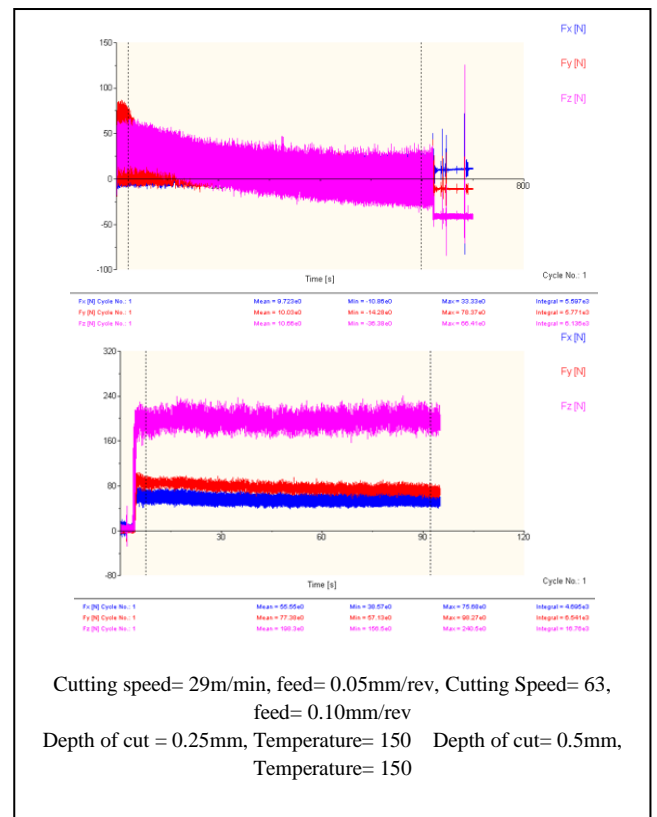 Fx [N]
150
Fy [N]
100
Fz [N]
50
0
800
-50
-100
Time [s]
Cycle No.: 1
Fx [N] Cycle No.: 1 Mean = 9.723e0 Min = -10.86e0 Max = 33.33e0 Integral = 5.597e3
Fy [N] Cycle No.: 1 Mean = 10.03e0 Min = -14.28e0 Max = 78.37e0 Integral = 5.771e3
Fz [N] Cycle No.: 1 Mean = 10.66e0 Min = -35.38e0 Max = 66.41e0 Integral = 6.136e3
Fx [N]
320
Fy [N]
240
Fz [N]
160
80
0
30 60 90 120
-80
Time [s]
Cycle No.: 1
Fx [N] Cycle No.: 1 Mean = 55.55e0 Min = 38.57e0 Max = 75.68e0 Integral = 4.695e3
Fy [N] Cycle No.: 1 Mean = 77.38e0 Min = 57.13e0 Max = 98.27e0 Integral = 6.541e3
Fz [N] Cycle No.: 1 Mean = 198.3e0 Min = 156.5e0 Max = 240.5e0 Integral = 16.76e3
Cutting speed= 29m/min, feed= 0.05mm/rev, Cutting Speed= 63,
feed= 0.10mm/rev
Depth of cut = 0.25mm, Temperature= 150 Depth of cut= 0.5mm,
Temperature= 150